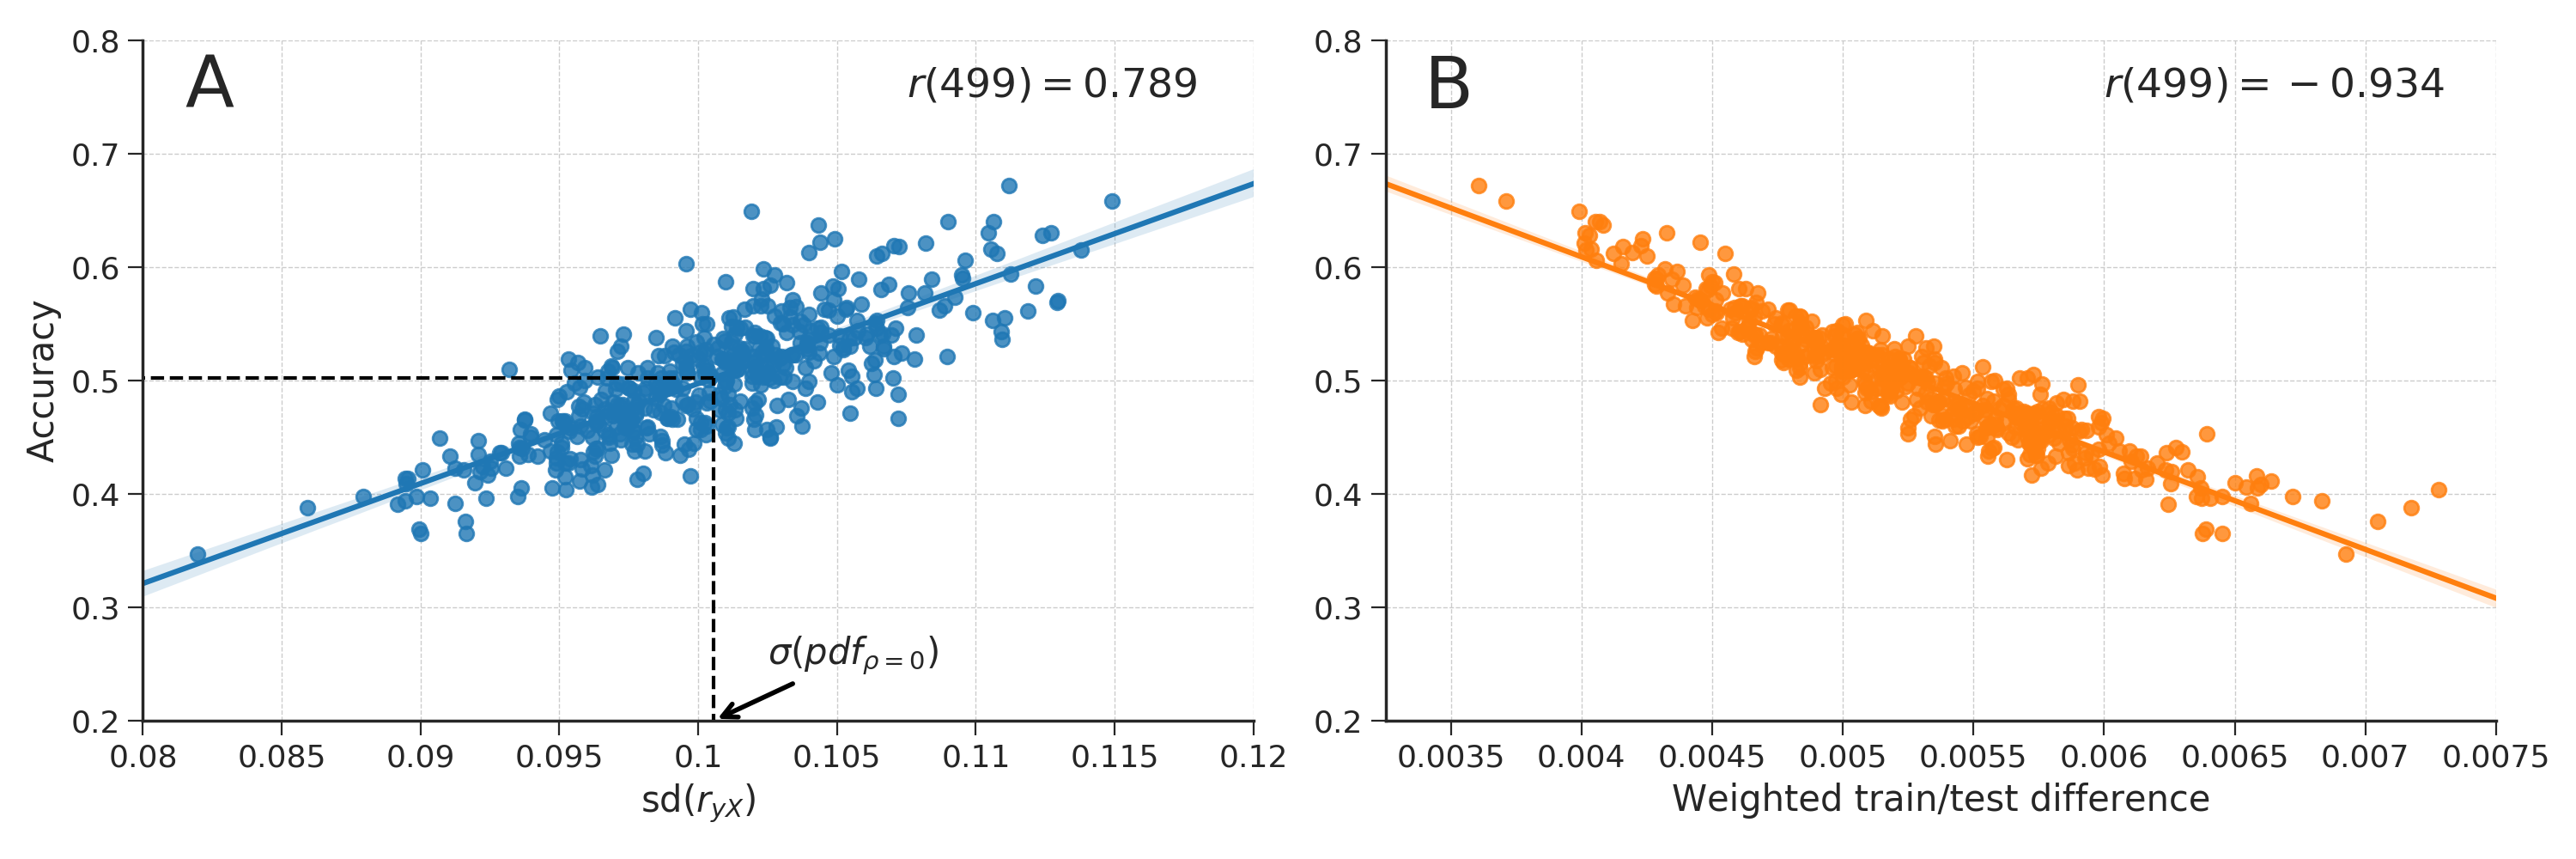 A
r(499) = 0.789
0.8
0.7
0.6
0.5
0.4
0.3
0.2
Accuracy
σ(pdfρ = 0)
0.08 0.085 0.09 0.095 0.1 0.105 0.11 0.115 0.12
sd(ryX)
B
r(499) = − 0.934
0.8
0.7
0.6
0.5
0.4
0.3
0.2
0.0035 0.004 0.0045 0.005 0.0055 0.006 0.0065 0.007 0.0075
Weighted train/test difference